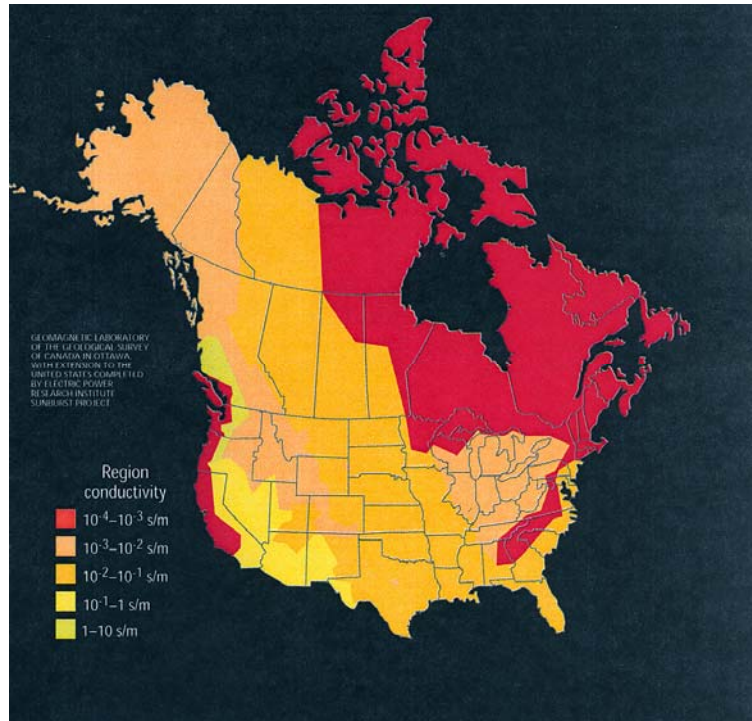 GEOMAGNETIC LABORATORY
OF THE GEOLOGICAL SURVEY
OF CANADA IN OTTAWA,
WITH EXTENSION TO THE
UNITED STATES COMPLETED
BY ELECTRIC POWER
RESEARCH INSTITUTE
SUNBURST PROJECT
Region
conductivity
10⁻⁴–10⁻³ s/m
10⁻³–10⁻² s/m
10⁻²–10⁻¹ s/m
10⁻¹–1 s/m
1–10 s/m